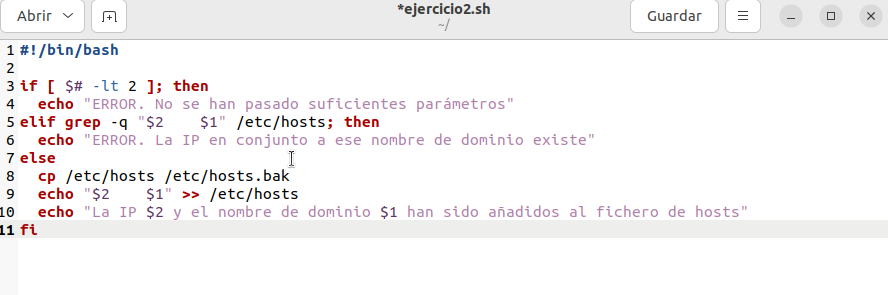 Abrir
*ejercicio2.sh
~/
Guardar
1 #!/bin/bash
2
3 if [ $# -lt 2 ]; then
4   echo "ERROR. No se han pasado suficientes parámetros"
5 elif grep -q "$2    $1" /etc/hosts; then
6   echo "ERROR. La IP en conjunto a ese nombre de dominio existe"
7 else
8   cp /etc/hosts /etc/hosts.bak
9   echo "$2    $1" >> /etc/hosts
10   echo "La IP $2 y el nombre de dominio $1 han sido añadidos al fichero de hosts"
11 fi